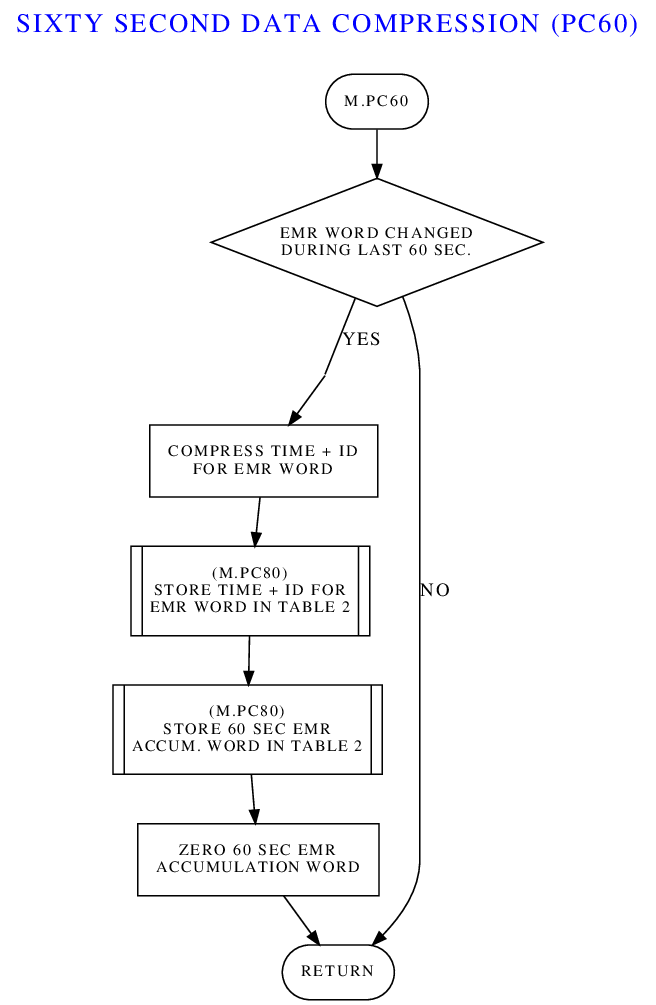 SIXTY SECOND DATA COMPRESSION (PC60)
M.PC60
EMR WORD CHANGED
DURING LAST 60 SEC.
YES
COMPRESS TIME + ID
FOR EMR WORD
(M.PC80)
STORE TIME + ID FOR
EMR WORD IN TABLE 2
NO
(M.PC80)
STORE 60 SEC EMR
ACCUM. WORD IN TABLE 2
ZERO 60 SEC EMR
ACCUMULATION WORD
RETURN